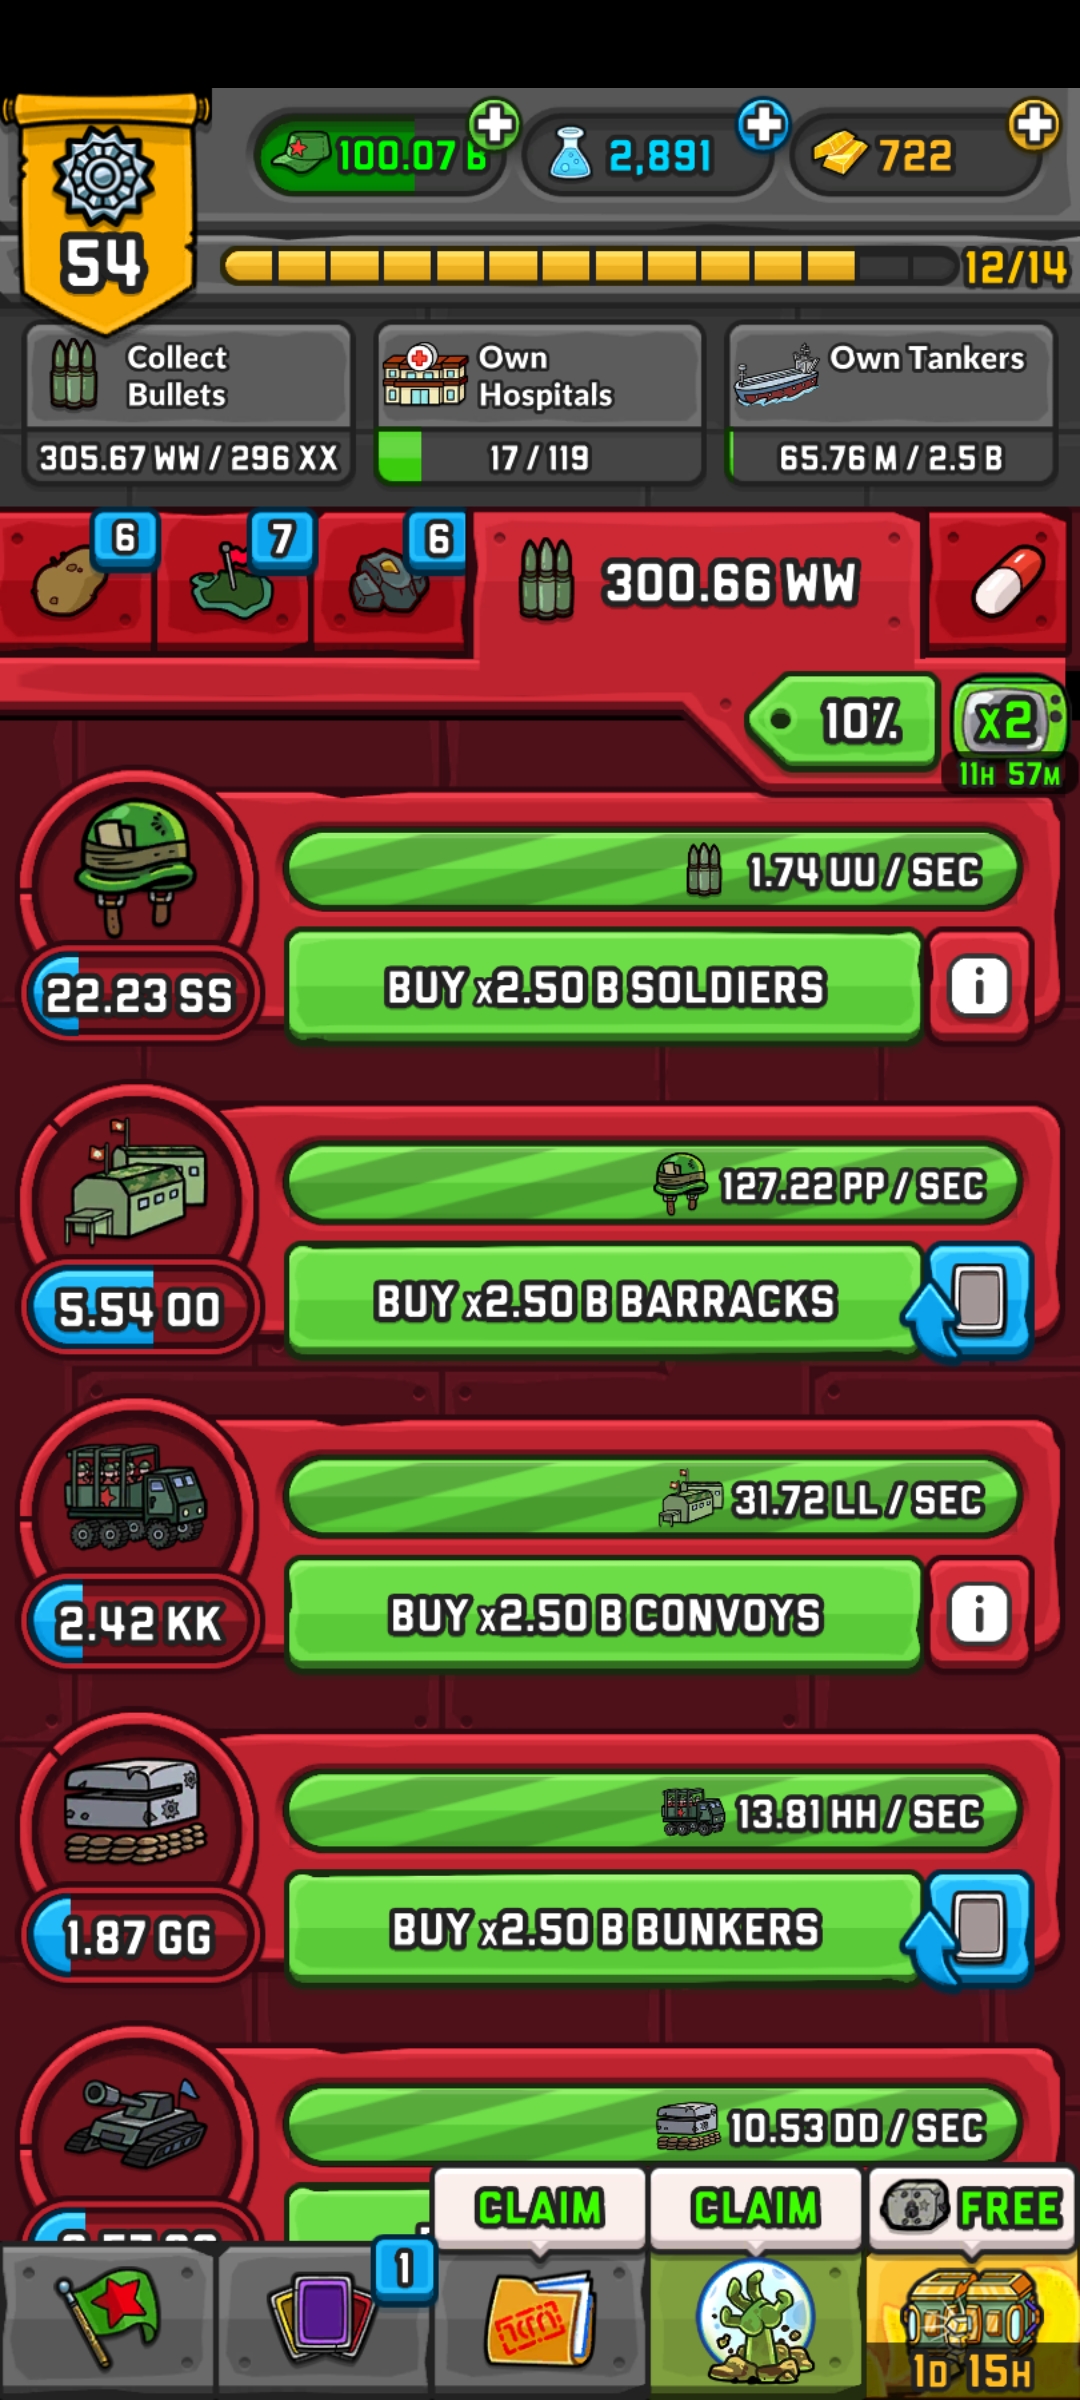 100.07 B
2,891
722
54
12/14
Collect
Bullets
305.67 WW / 296 XX
Own
Hospitals
17 / 119
Own Tankers
65.76 M / 2.5 B
6
7
6
300.66 WW
10%
x2
11H 57M
1.74 UU / SEC
22.23 SS
BUY x2.50 B SOLDIERS
i
127.22 PP / SEC
5.54 OO
BUY x2.50 B BARRACKS
31.72 LL / SEC
2.42 KK
BUY x2.50 B CONVOYS
i
13.81 HH / SEC
1.87 GG
BUY x2.50 B BUNKERS
10.53 DD / SEC
CLAIM
CLAIM
FREE
1
1D 15H